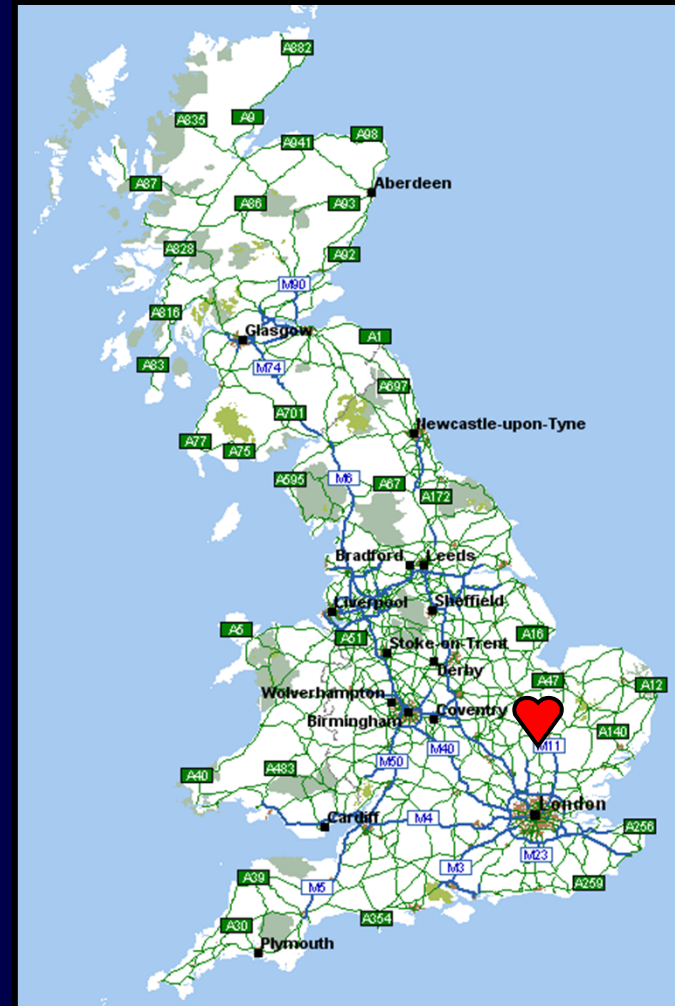 A882
A835
A9
A941
A98
A87
Aberdeen
A86
A93
A828
A92
M90
A816
Glasgow
A1
A83
M74
A697
A701
Newcastle-upon-Tyne
A77
A75
A595
M6
A67
A172
Bradford
Leeds
Liverpool
Sheffield
A5
A51
A16
Stoke-on-Trent
Derby
A47
A12
Wolverhampton
Birmingham
Coventry
A140
M40
M11
M50
A483
A40
London
Cardiff
M4
A256
M23
M3
A39
M5
A259
A354
A30
Plymouth